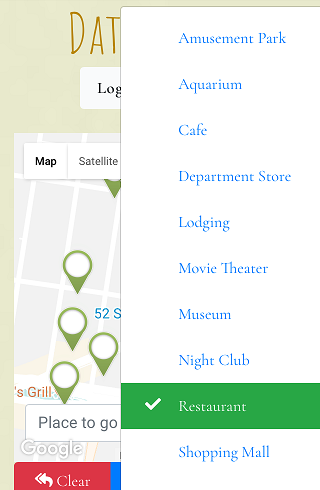 DAT
Log
Map Satellite
52 S
's Grill
Place to go
Google
Clear
Amusement Park
Aquarium
Cafe
Department Store
Lodging
Movie Theater
Museum
Night Club
Restaurant
Shopping Mall